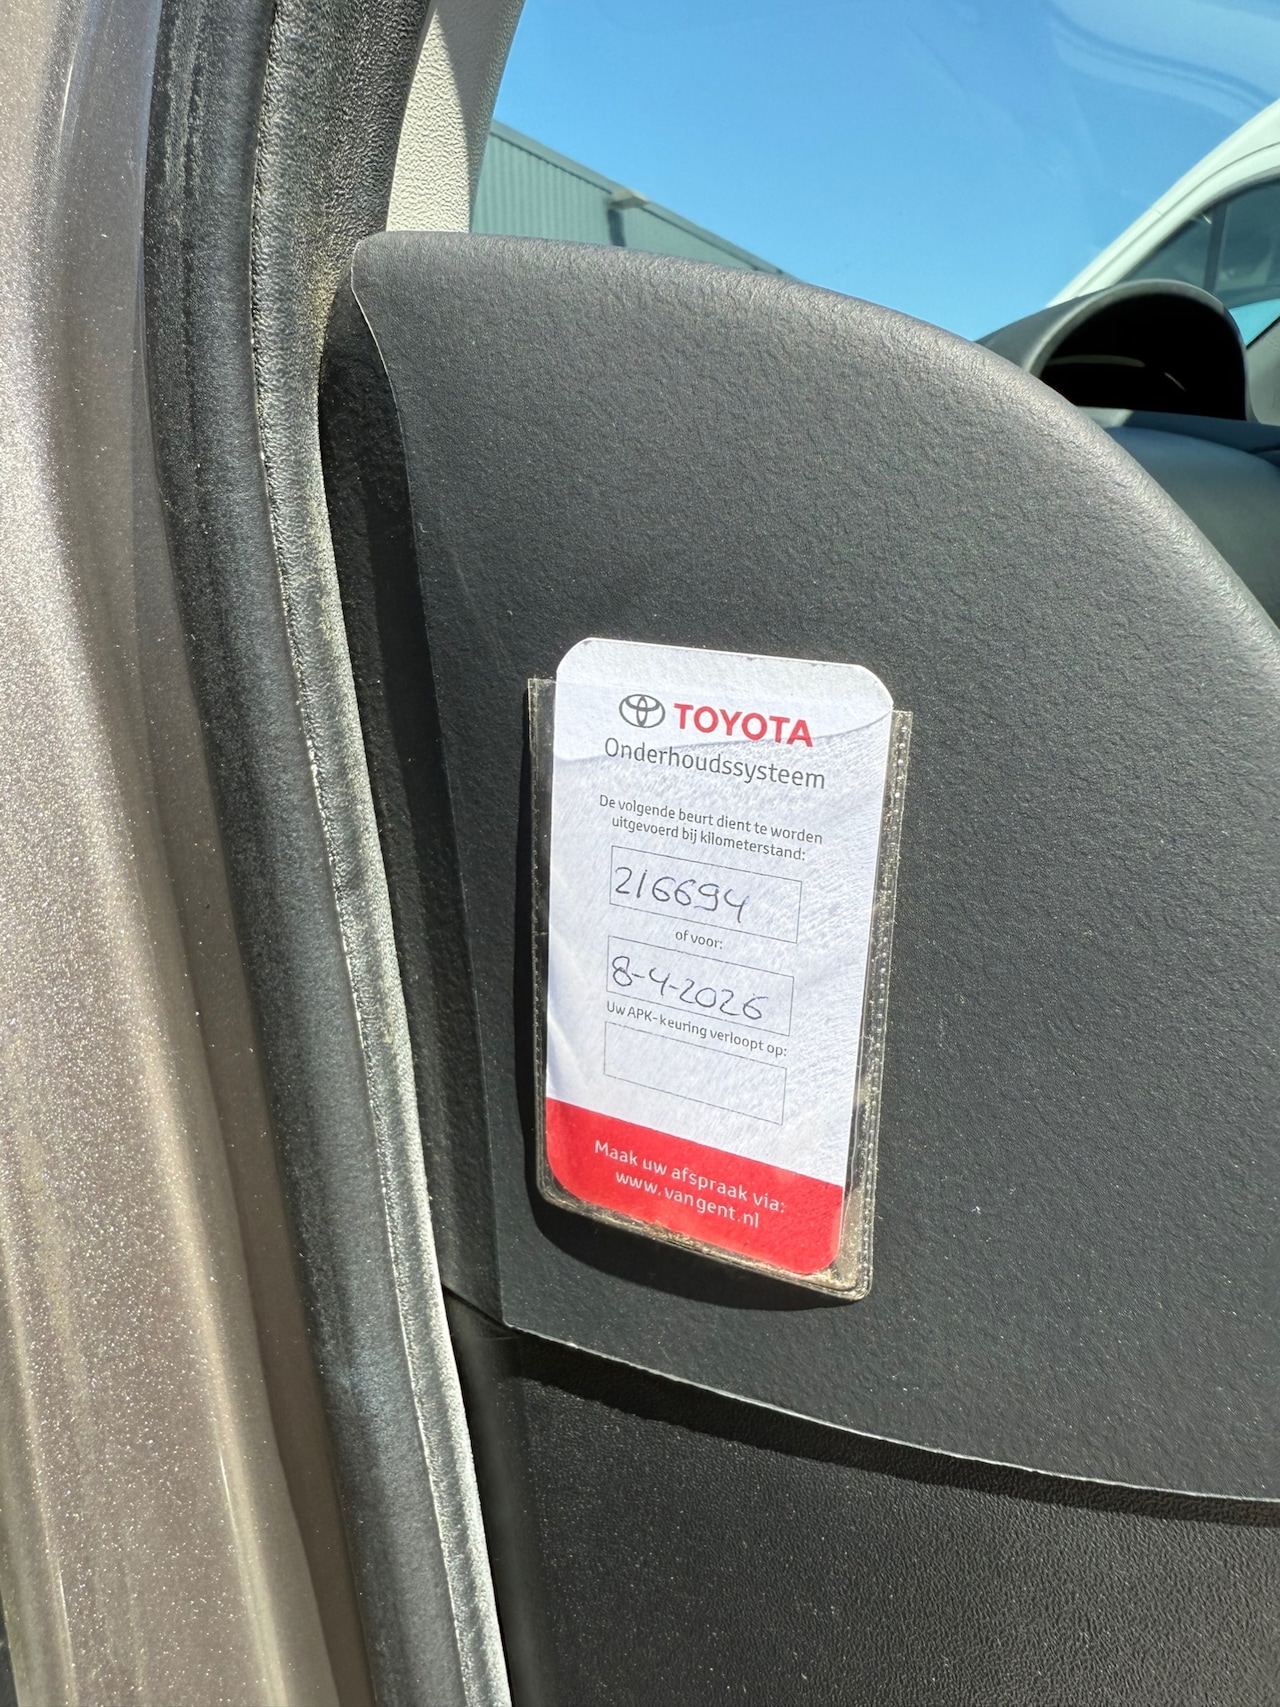 TOYOTA
Onderhoudssysteem
De volgende beurt dient te worden
uitgevoerd bij kilometerstand:
216694
of voor:
8-4-2026
Uw APK-keuring verloopt op:
Maak uw afspraak via:
www.vangent.nl